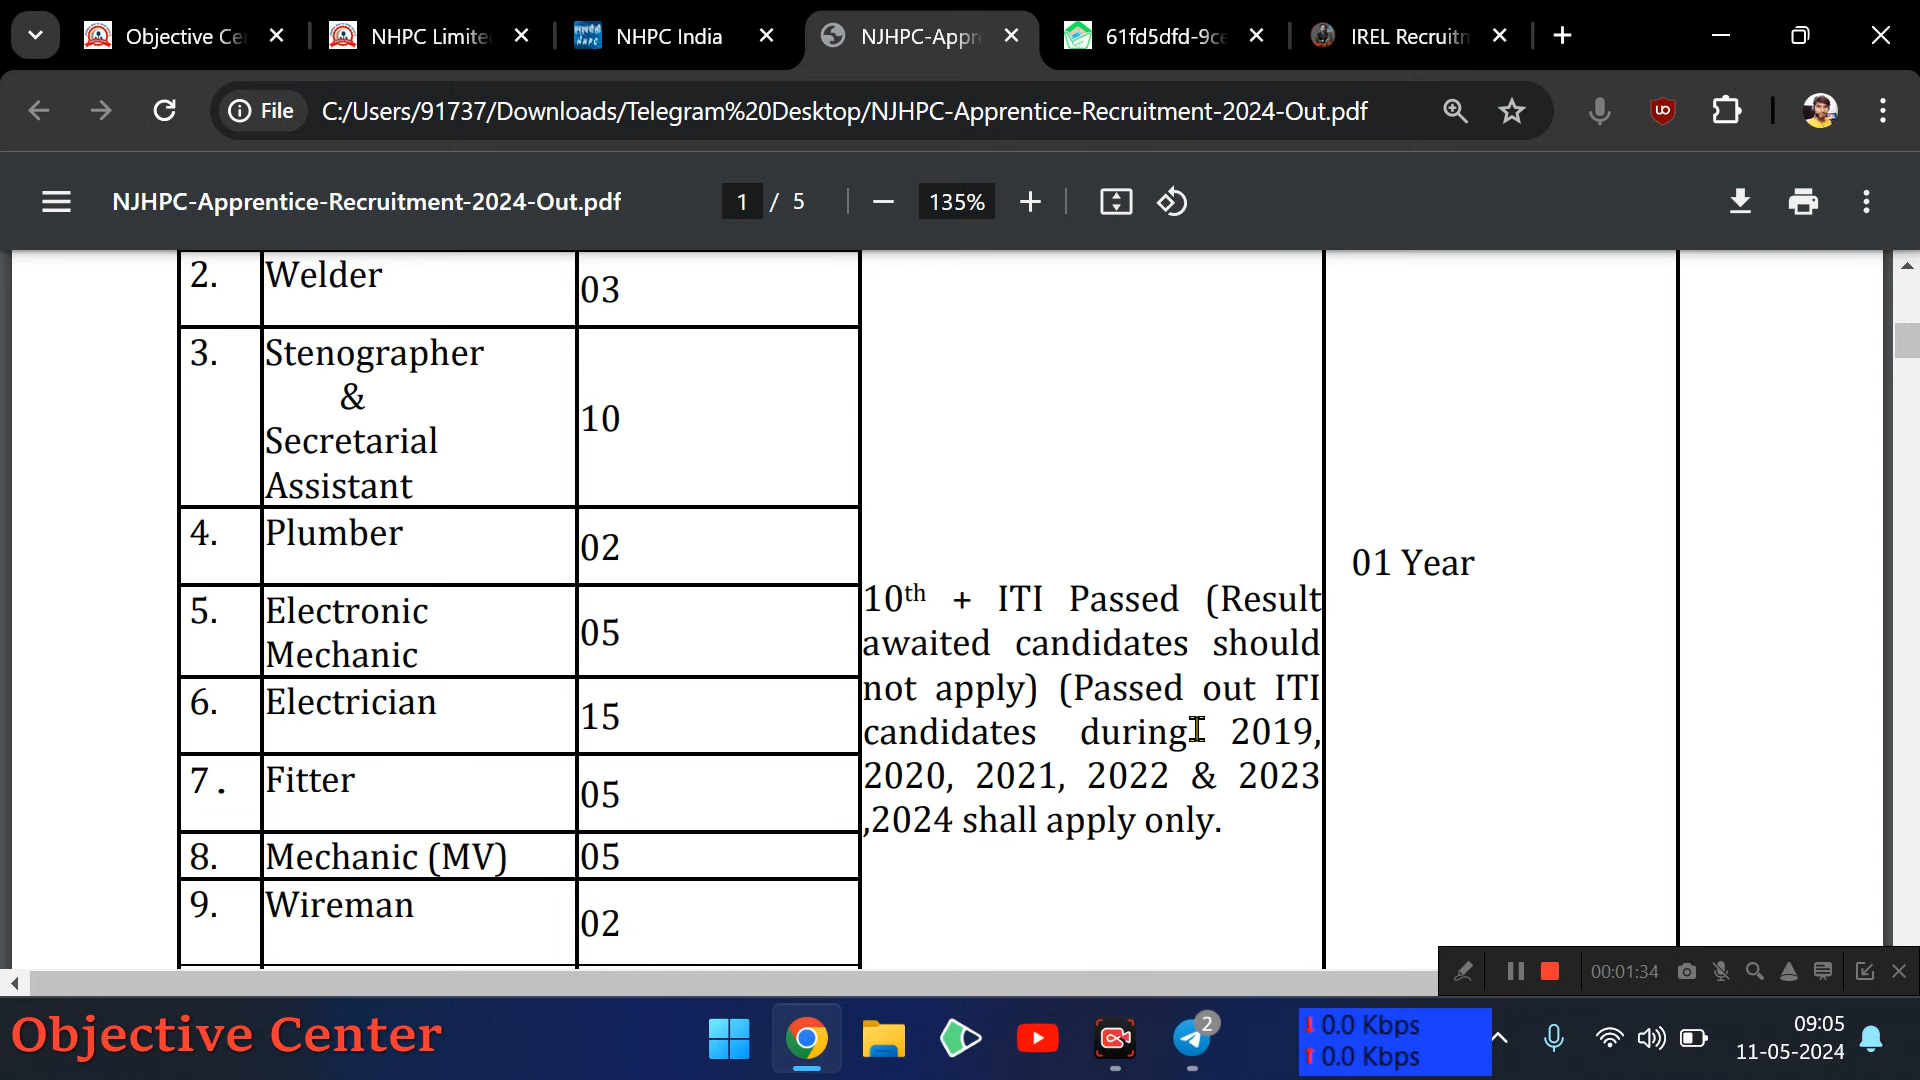 Objective Ce
NHPC Limite
NHPC India
NJHPC-Appr
61fd5dfd-9ce
IREL Recruitm
File
C:/Users/91737/Downloads/Telegram%20Desktop/NJHPC-Apprentice-Recruitment-2024-Out.pdf
NJHPC-Apprentice-Recruitment-2024-Out.pdf
1 / 5
135%
2. Welder 03
3. Stenographer
&
Secretarial
Assistant
10
4. Plumber 02
5. Electronic
Mechanic
05
6. Electrician 15
7. Fitter 05
8. Mechanic (MV) 05
9. Wireman 02
10th + ITI Passed (Result
awaited candidates should
not apply) (Passed out ITI
candidates during 2019,
2020, 2021, 2022 & 2023
,2024 shall apply only.
01 Year
00:01:34
Objective Center
2
0.0 Kbps
0.0 Kbps
09:05
11-05-2024